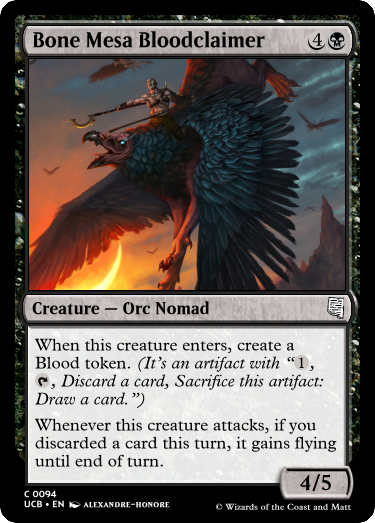 Bone Mesa Bloodclaimer 4
Creature — Orc Nomad
When this creature enters, create a
Blood token. (It's an artifact with “1,
, Discard a card, Sacrifice this artifact:
Draw a card.”)
Whenever this creature attacks, if you
discarded a card this turn, it gains flying
until end of turn.
4/5
C 0094
UCB • EN ALEXANDRE-HONORE
© Wizards of the Coast and Matt